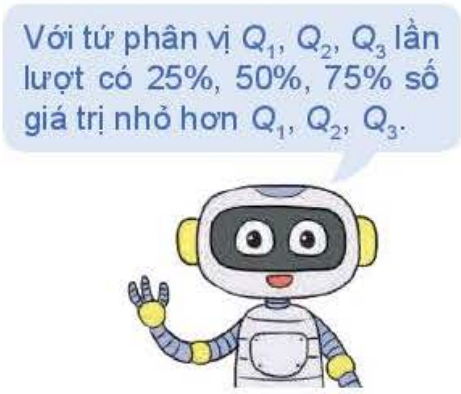 Với tứ phân vị Q₁, Q₂, Q₃ lần
lượt có 25%, 50%, 75% số
giá trị nhỏ hơn Q₁, Q₂, Q₃.